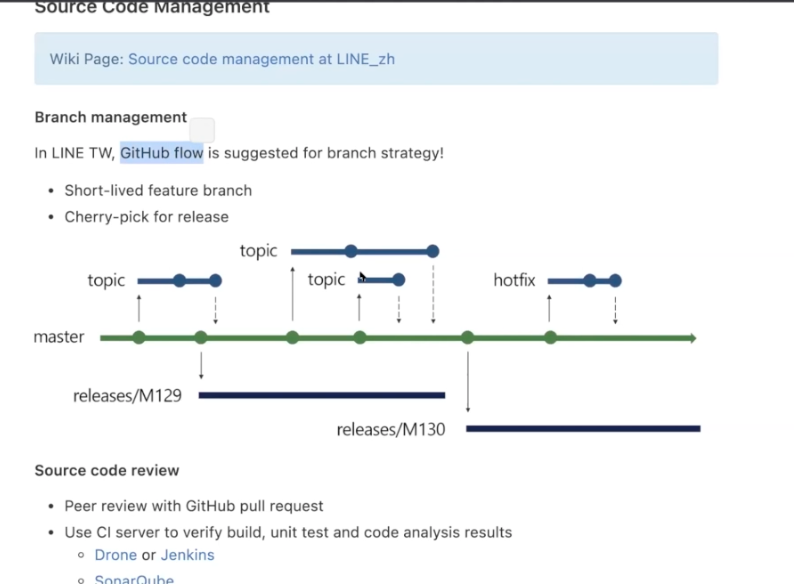 Source Code Management
Wiki Page: Source code management at LINE_zh
Branch management
In LINE TW, GitHub flow is suggested for branch strategy!
• Short-lived feature branch
• Cherry-pick for release
topic
topic
topic
hotfix
master
releases/M129
releases/M130
Source code review
• Peer review with GitHub pull request
• Use CI server to verify build, unit test and code analysis results
◦ Drone or Jenkins
◦ SonarQube